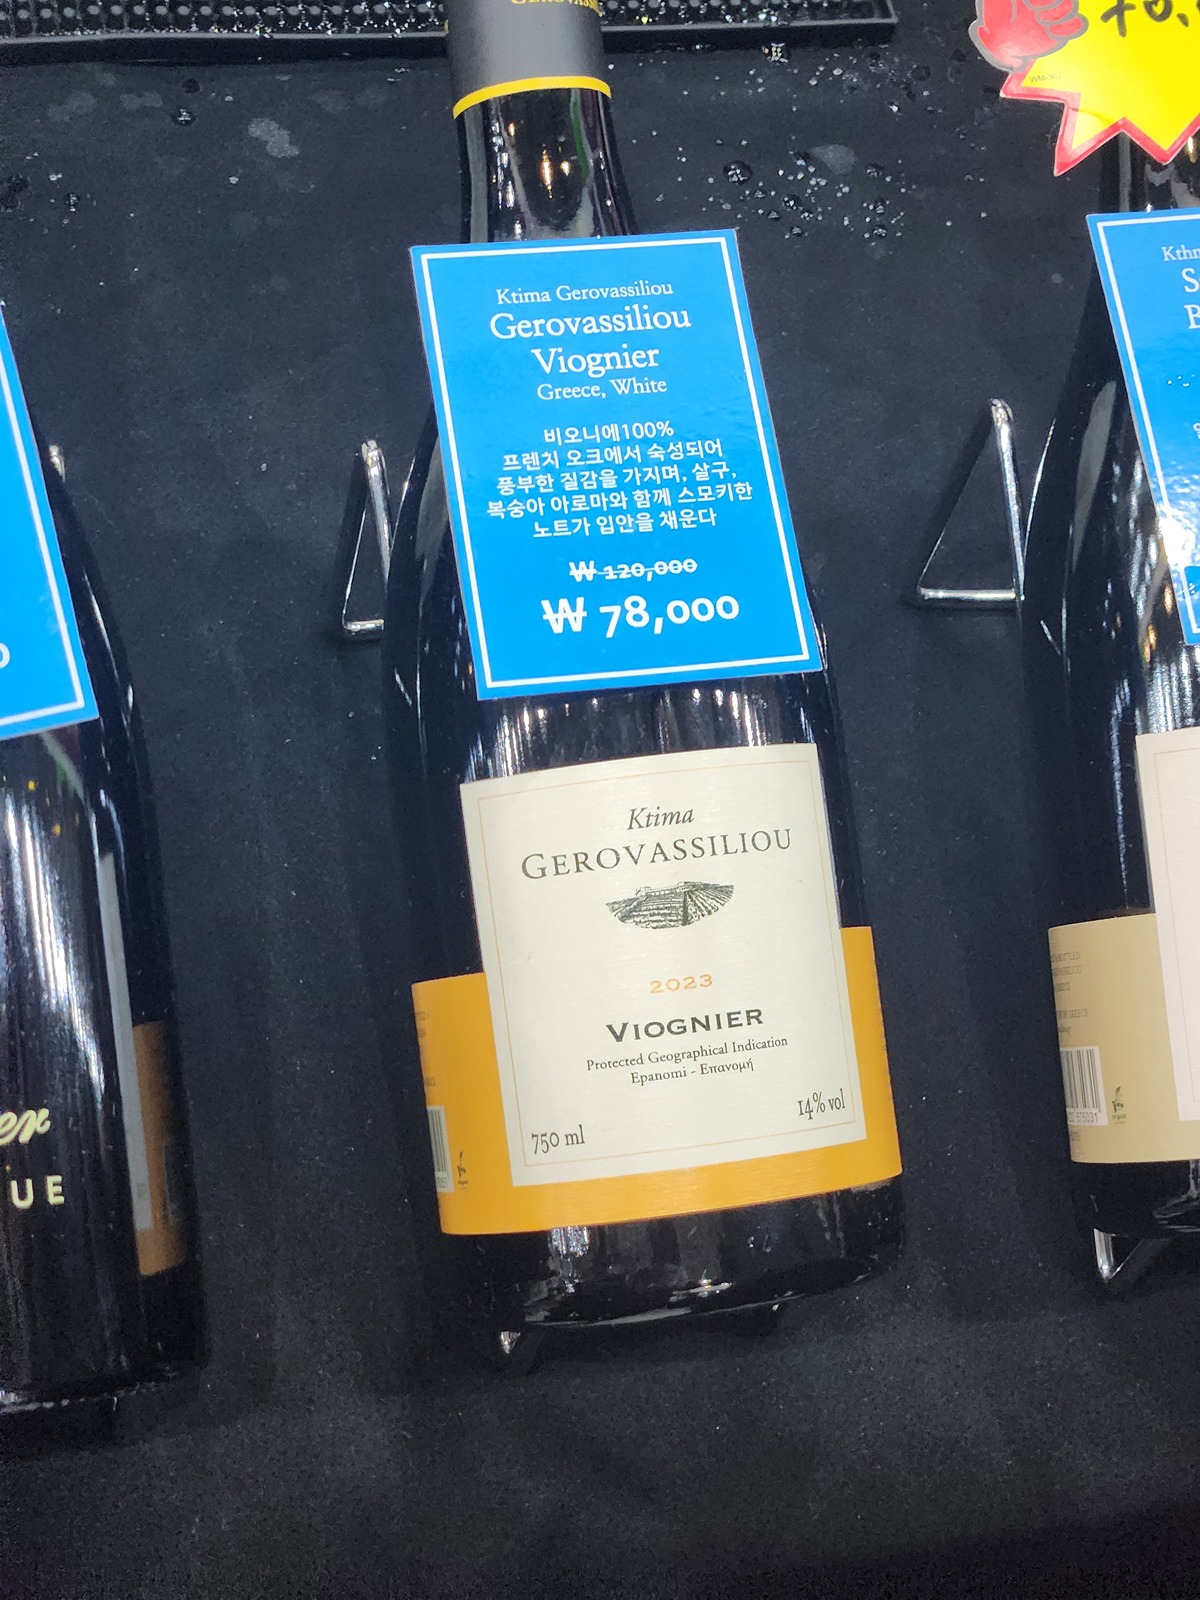 Ktima Gerovassiliou
Gerovassiliou
Viognier
Greece, White
비오니에100%
프렌치 오크에서 숙성되어
풍부한 질감을 가지며, 살구,
복숭아 아로마와 함께 스모키한
노트가 입안을 채운다
₩ 120,000
₩ 78,000
Ktima
GEROVASSILIOU
2023
VIOGNIER
Protected Geographical Indication
Epanomi - Επανομή
14% vol
750 ml
er
UE